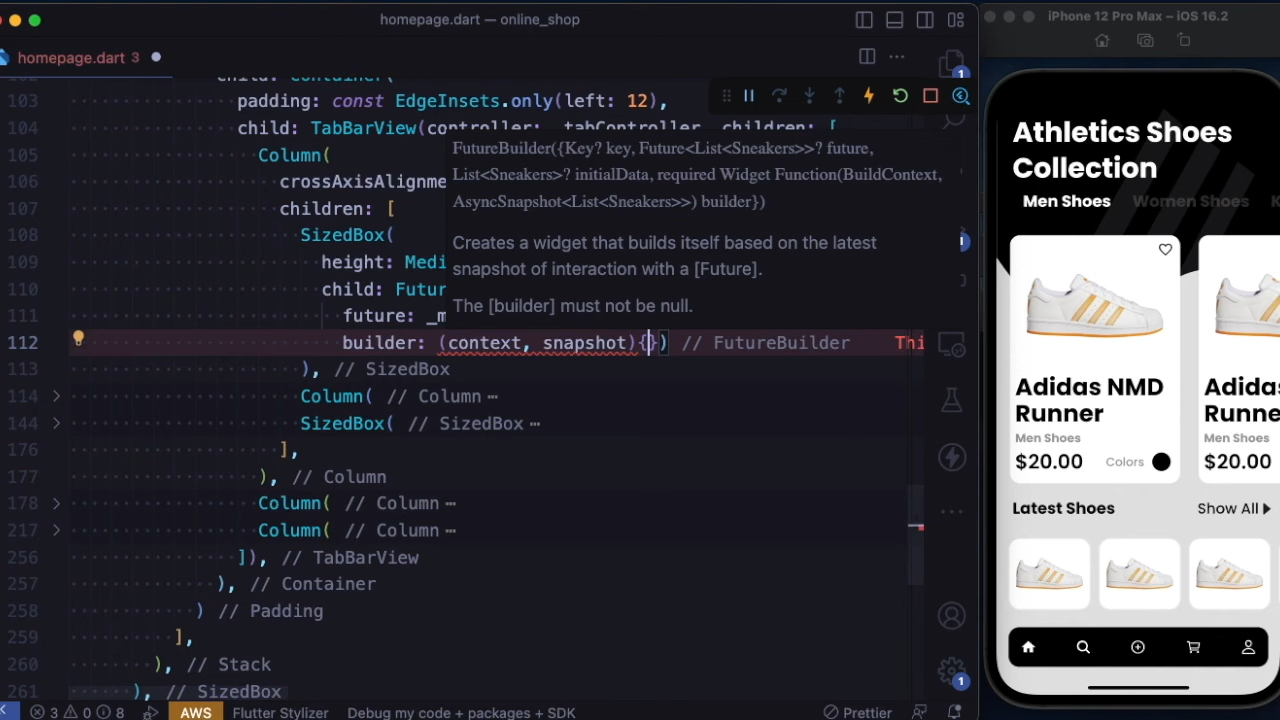 homepage.dart — online_shop
iPhone 12 Pro Max – iOS 16.2
homepage.dart 3
1
child: Container(
103 padding: const EdgeInsets.only(left: 12),
104 child: TabBarView(controller: _tabController, children: [
105 Column(
106 crossAxisAlignme
107 children: [
108 SizedBox(
109 height: Medi
110 child: Futur
111 future: _m
FutureBuilder({Key? key, Future<List<Sneakers>>? future,
List<Sneakers>? initialData, required Widget Function(BuildContext,
AsyncSnapshot<List<Sneakers>>) builder})
Creates a widget that builds itself based on the latest
snapshot of interaction with a [Future].
The [builder] must not be null.
112 builder: (context, snapshot){}) // FutureBuilder Thi
113 ), // SizedBox
114 Column( // Column ⋯
144 SizedBox( // SizedBox ⋯
176 ],
177 ), // Column
178 Column( // Column ⋯
217 Column( // Column ⋯
256 ]), // TabBarView
257 ), // Container
258 ) // Padding
259 ],
260 ), // Stack
261 ), // SizedBox
1
3 0 8 AWS Flutter Stylizer Debug my code + packages + SDK Prettier
Athletics Shoes
Collection
Men Shoes Women Shoes K
Adidas NMD
Runner
Men Shoes
$20.00 Colors
Adidas
Runner
Men Shoes
$20.00
Latest Shoes Show All